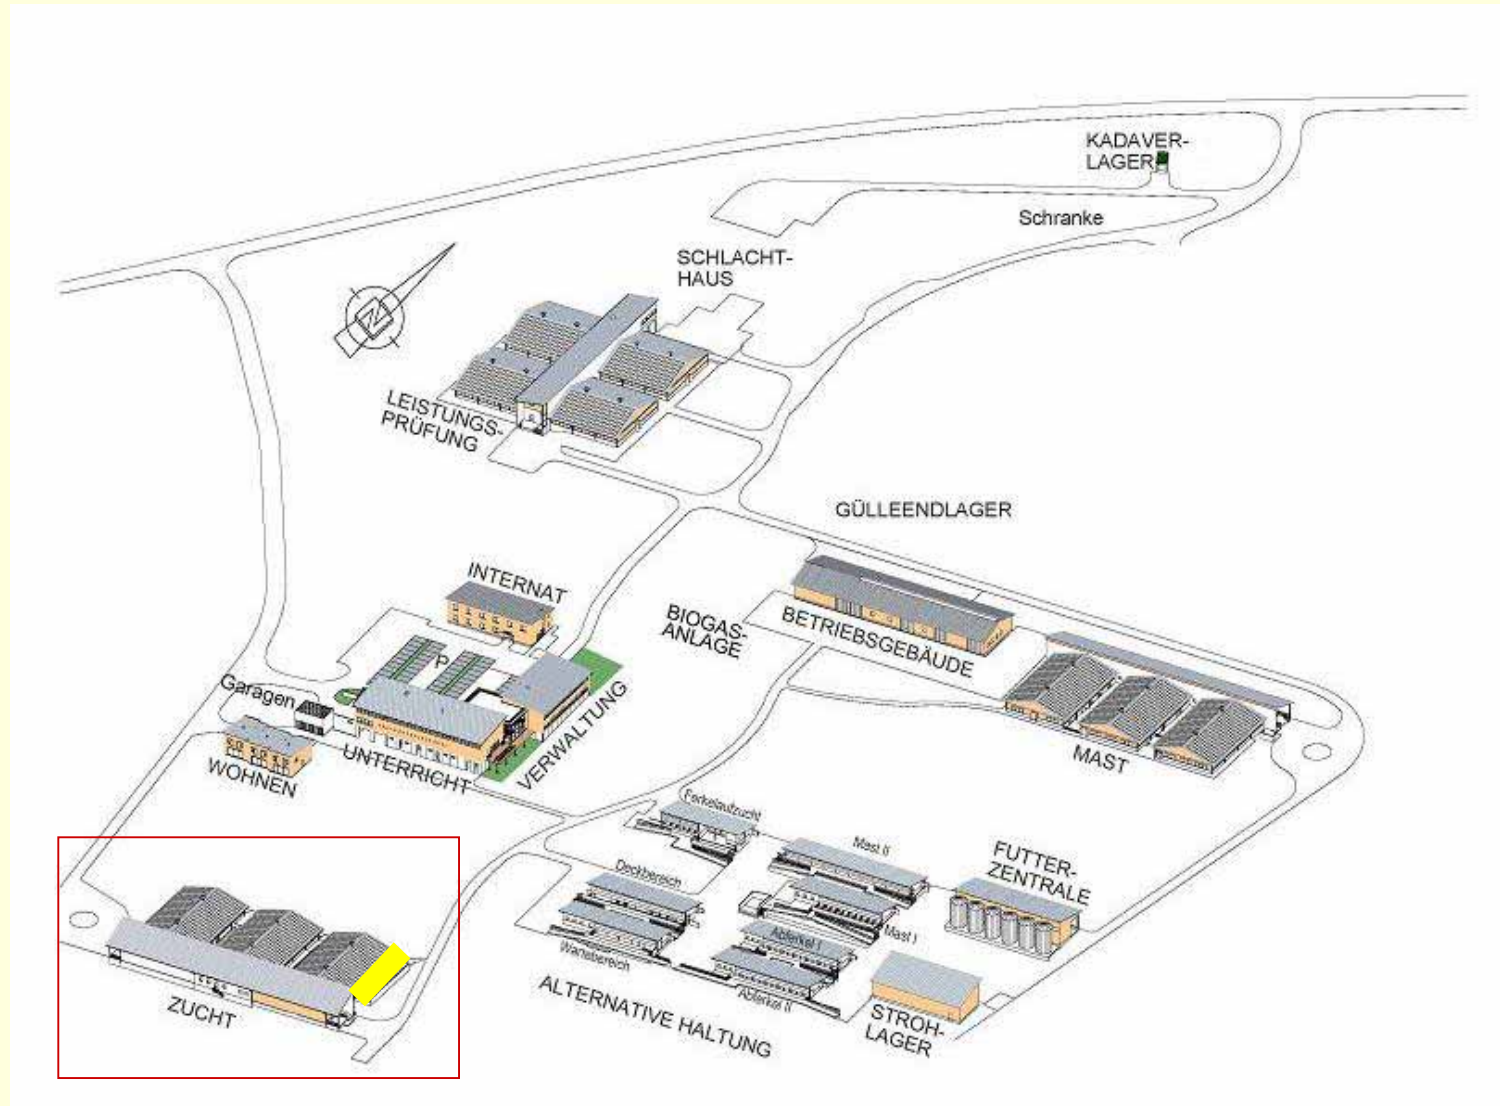 KADAVER-
LAGER
Schranke
SCHLACHT-
HAUS
N
LEISTUNGS-
PRÜFUNG
GÜLLEENDLAGER
INTERNAT
BIOGAS-
ANLAGE
BETRIEBSGEBÄUDE
P
Garagen
VERWALTUNG
UNTERRICHT
WOHNEN
MAST
Ferkelaufzucht
Mast II
FUTTER-
ZENTRALE
Deckbereich
Mast I
Abferkel I
Wartebereich
Abferkel II
ALTERNATIVE HALTUNG
STROH-
LAGER
ZUCHT